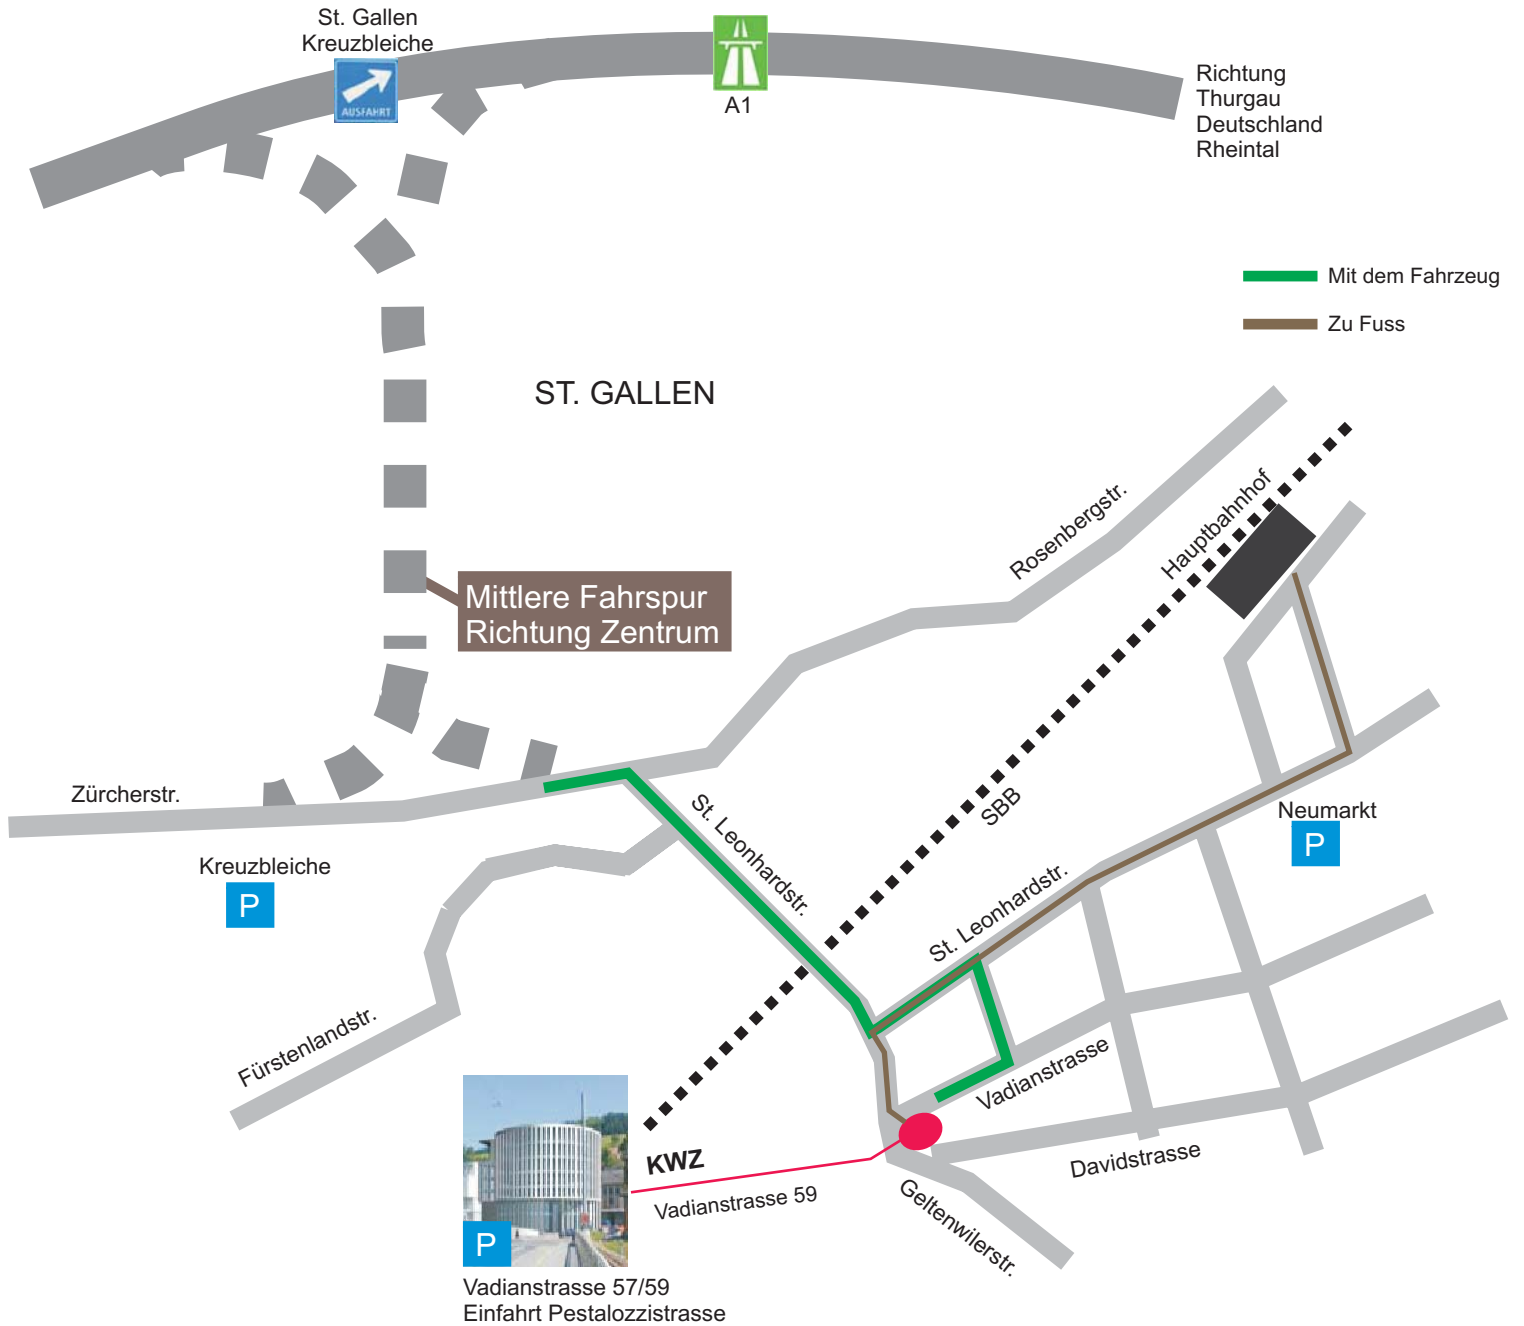 St. Gallen
Kreuzbleiche
AUSFAHRT
A1
Richtung
Thurgau
Deutschland
Rheintal
Mit dem Fahrzeug
Zu Fuss
ST. GALLEN
Rosenbergstr.
Hauptbahnhof
Mittlere Fahrspur
Richtung Zentrum
Zürcherstr.
St. Leonhardstr.
SBB
Neumarkt
P
Kreuzbleiche
P
St. Leonhardstr.
Fürstenlandstr.
Vadianstrasse
KWZ
Davidstrasse
Vadianstrasse 59
Geltenwilerstr.
P
Vadianstrasse 57/59
Einfahrt Pestalozzistrasse